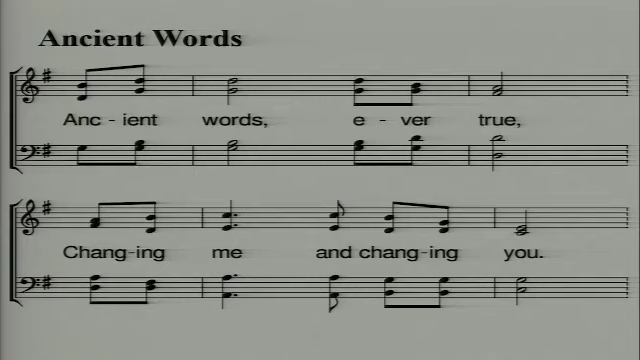 Ancient Words
Anc - ient words, e - ver true,
Chang-ing me and chang-ing you.